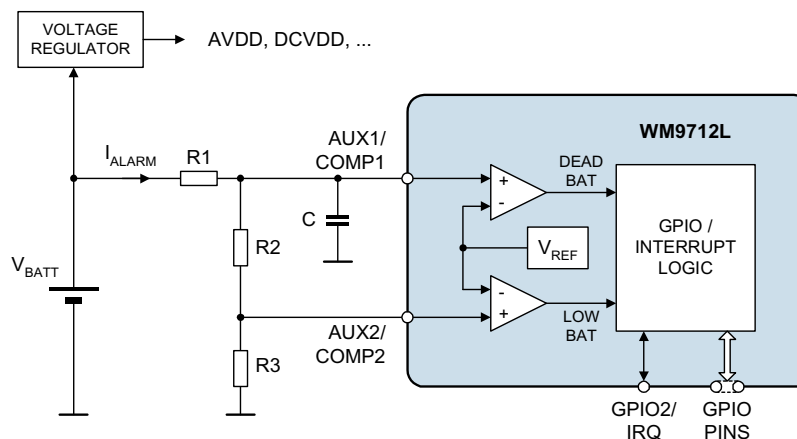 VOLTAGE
REGULATOR
AVDD, DCVDD, ...
WM9712L
I_ALARM
R1
AUX1/
COMP1
DEAD
BAT
+
-
C
GPIO /
INTERRUPT
LOGIC
R2
V_REF
V_BATT
-
+
AUX2/
COMP2
LOW
BAT
R3
GPIO2/
IRQ
GPIO
PINS